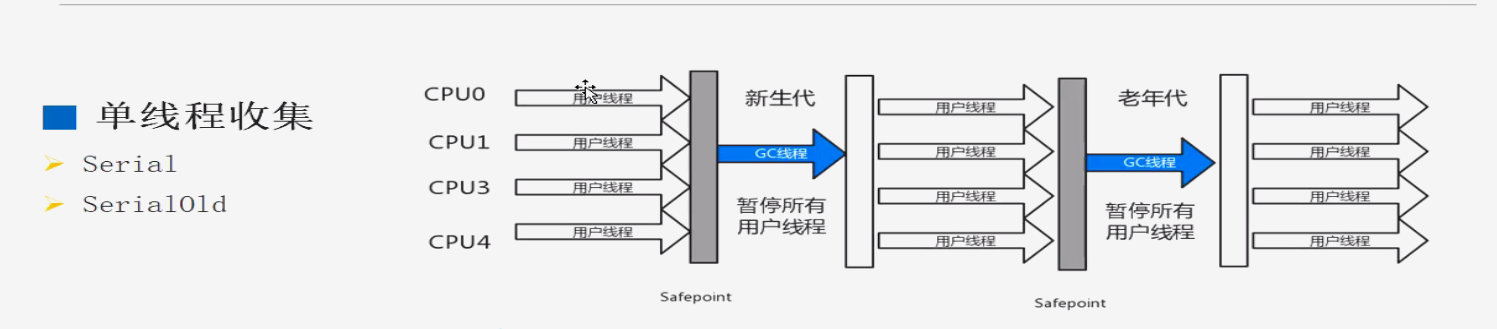 单线程收集
Serial
SerialOld
CPU0
CPU1
CPU3
CPU4
用户线程
用户线程
用户线程
用户线程
Safepoint
新生代
GC线程
暂停所有
用户线程
用户线程
用户线程
用户线程
用户线程
Safepoint
老年代
GC线程
暂停所有
用户线程
用户线程
用户线程
用户线程
用户线程